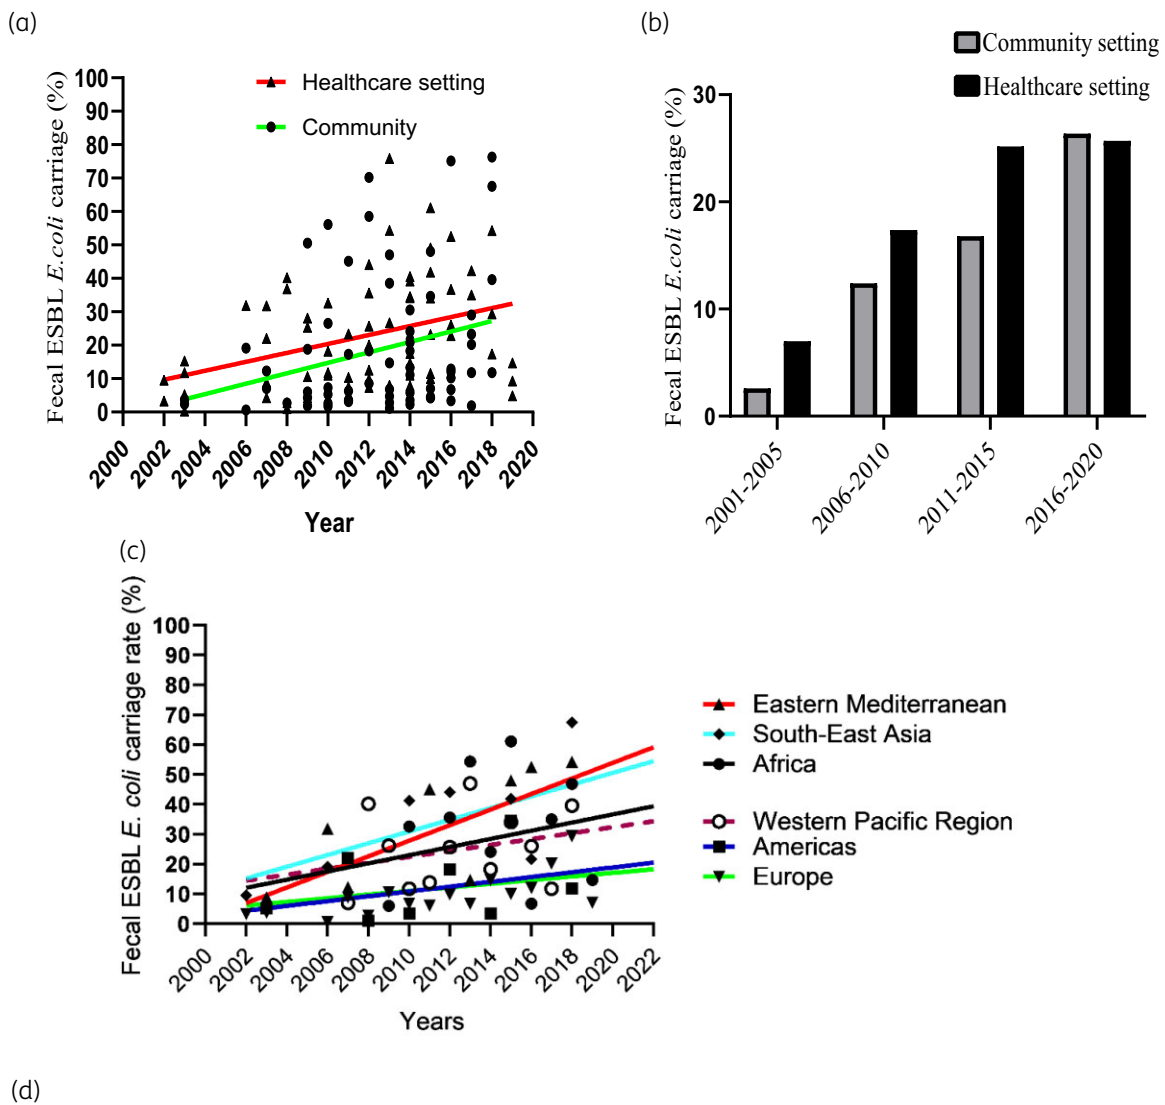 (a)
Fecal ESBL E.coli carriage (%)
Healthcare setting
Community
100
90
80
70
60
50
40
30
20
10
0
2000
2002
2004
2006
2008
2010
2012
2014
2016
2018
2020
Year
(b)
Community setting
Healthcare setting
Fecal ESBL E.coli carriage (%)
30
20
10
0
2001-2005
2006-2010
2011-2015
2016-2020
(c)
Fecal ESBL E. coli carriage rate (%)
100
90
80
70
60
50
40
30
20
10
0
2000
2002
2004
2006
2008
2010
2012
2014
2016
2018
2020
2022
Years
Eastern Mediterranean
South-East Asia
Africa
Western Pacific Region
Americas
Europe
(d)